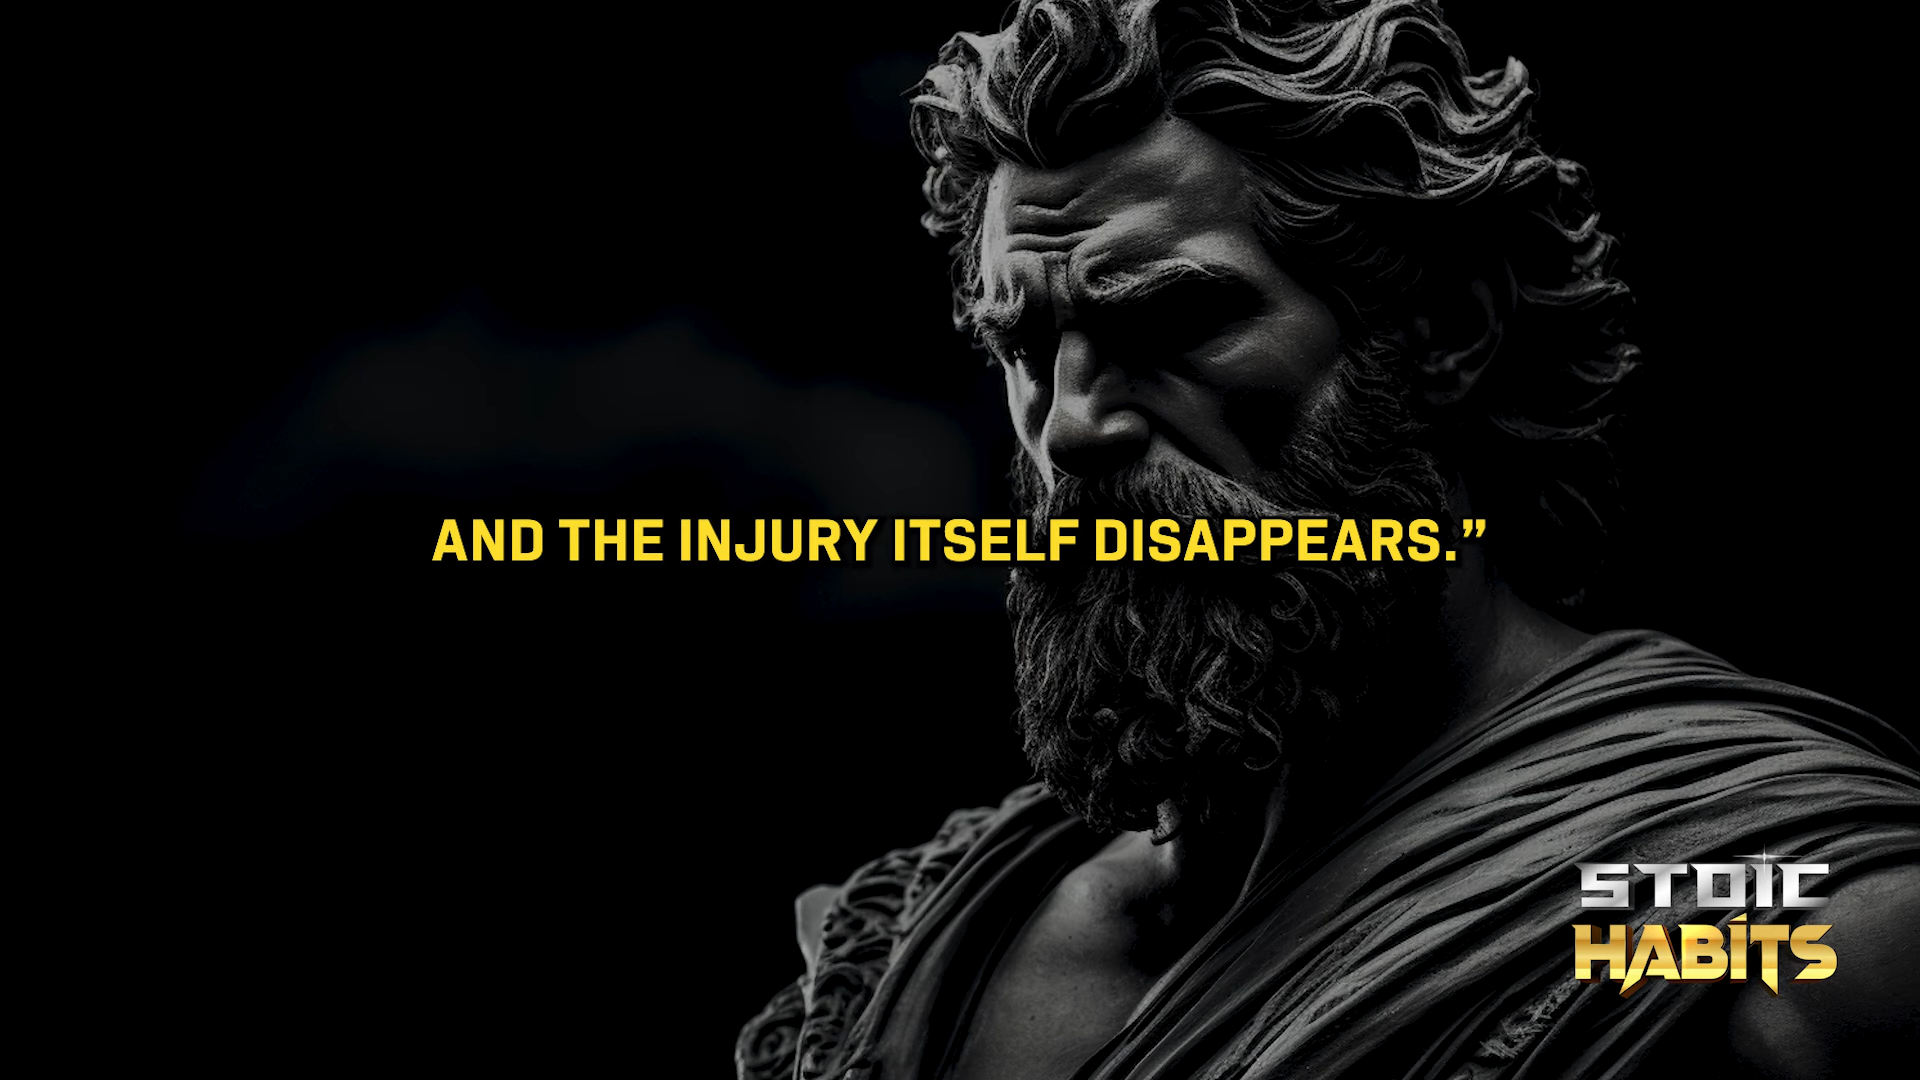 AND THE INJURY ITSELF DISAPPEARS.”
STOIC
HABITS